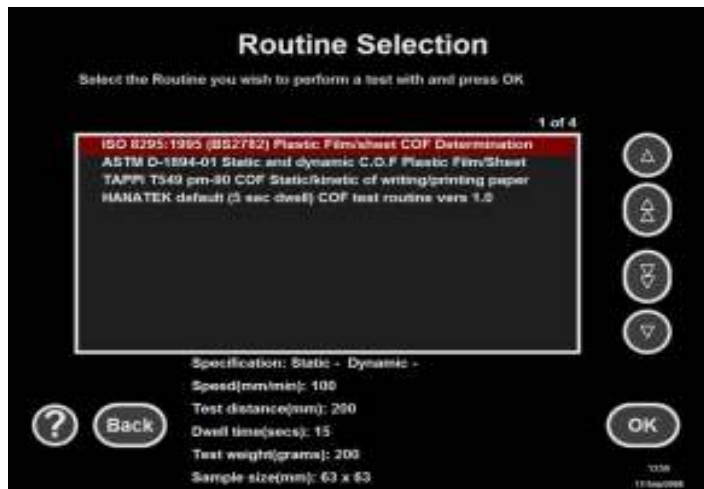 Routine Selection
Select the Routine you wish to perform a test with and press OK
1 of 4
ISO 8295:1995 (BS2782) Plastic Film/sheet COF Determination
ASTM D-1894-01 Static and dynamic C.O.F Plastic Film/Sheet
TAPPI T549 pm-90 COF Static/kinetic of writing/printing paper
HANATEK default (5 sec dwell) COF test routine vers 1.0
Specification: Static - Dynamic -
Speed(mm/min): 100
Test distance(mm): 200
Dwell time(secs): 15
Test weight(grams): 200
Sample size(mm): 63 x 63
? Back OK